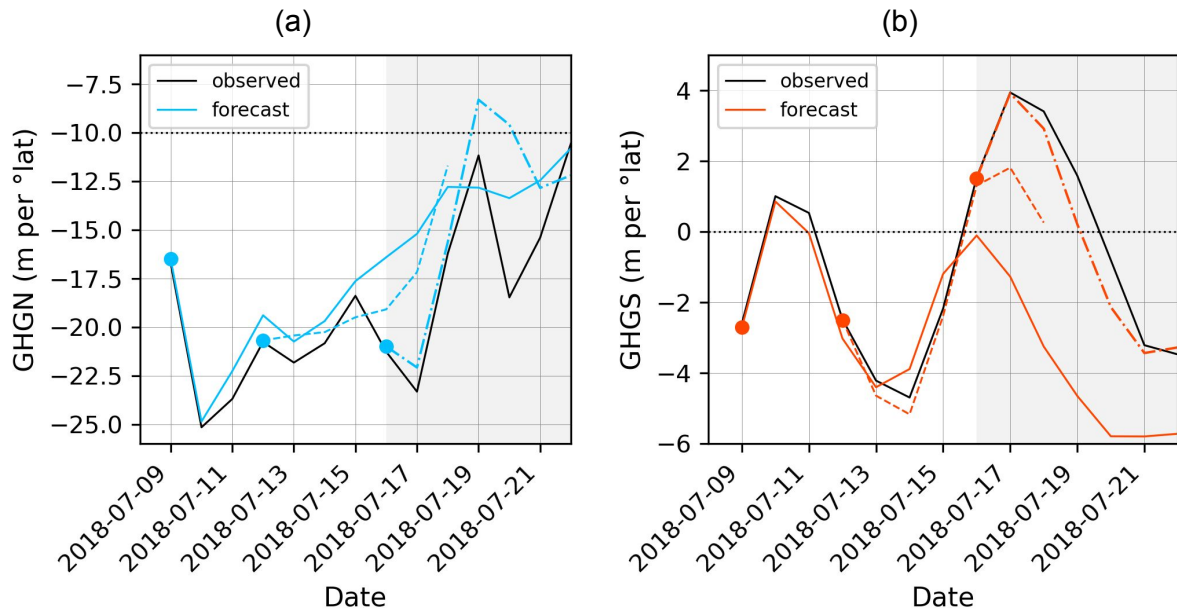 (a)
observed
forecast
−7.5
−10.0
−12.5
−15.0
−17.5
−20.0
−22.5
−25.0
GHGN (m per °lat)
2018-07-09
2018-07-11
2018-07-13
2018-07-15
2018-07-17
2018-07-19
2018-07-21
Date
(b)
observed
forecast
4
2
0
−2
−4
−6
GHGS (m per °lat)
2018-07-09
2018-07-11
2018-07-13
2018-07-15
2018-07-17
2018-07-19
2018-07-21
Date